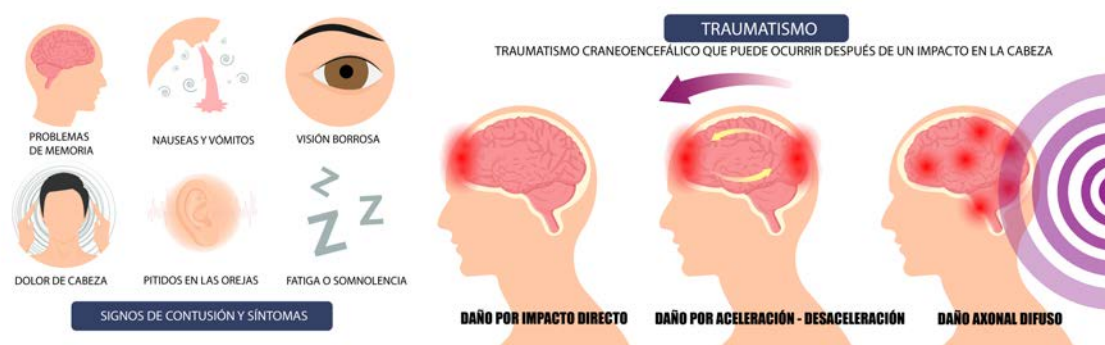 PROBLEMAS
DE MEMORIA
NAUSEAS Y VÓMITOS
VISIÓN BORROSA
DOLOR DE CABEZA
PITIDOS EN LAS OREJAS
Z
Z
Z
FATIGA O SOMNOLENCIA
SIGNOS DE CONTUSIÓN Y SÍNTOMAS
TRAUMATISMO
TRAUMATISMO CRANEOENCEFÁLICO QUE PUEDE OCURRIR DESPUÉS DE UN IMPACTO EN LA CABEZA
DAÑO POR IMPACTO DIRECTO
DAÑO POR ACELERACIÓN - DESACELERACIÓN
DAÑO AXONAL DIFUSO